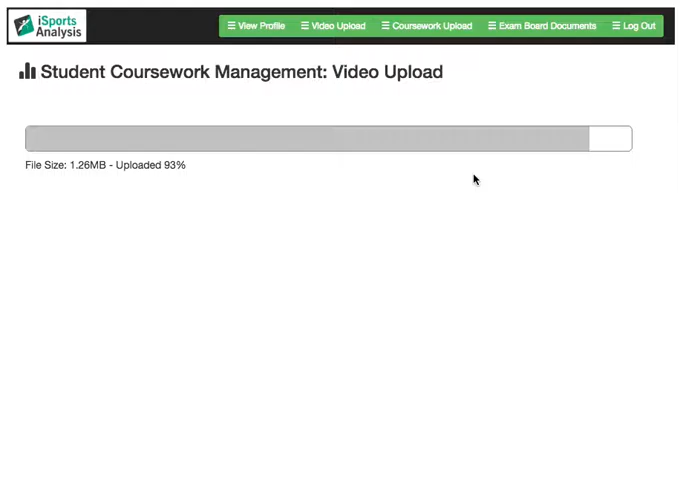 iSports
Analysis
View Profile
Video Upload
Coursework Upload
Exam Board Documents
Log Out
Student Coursework Management: Video Upload
File Size: 1.26MB - Uploaded 93%